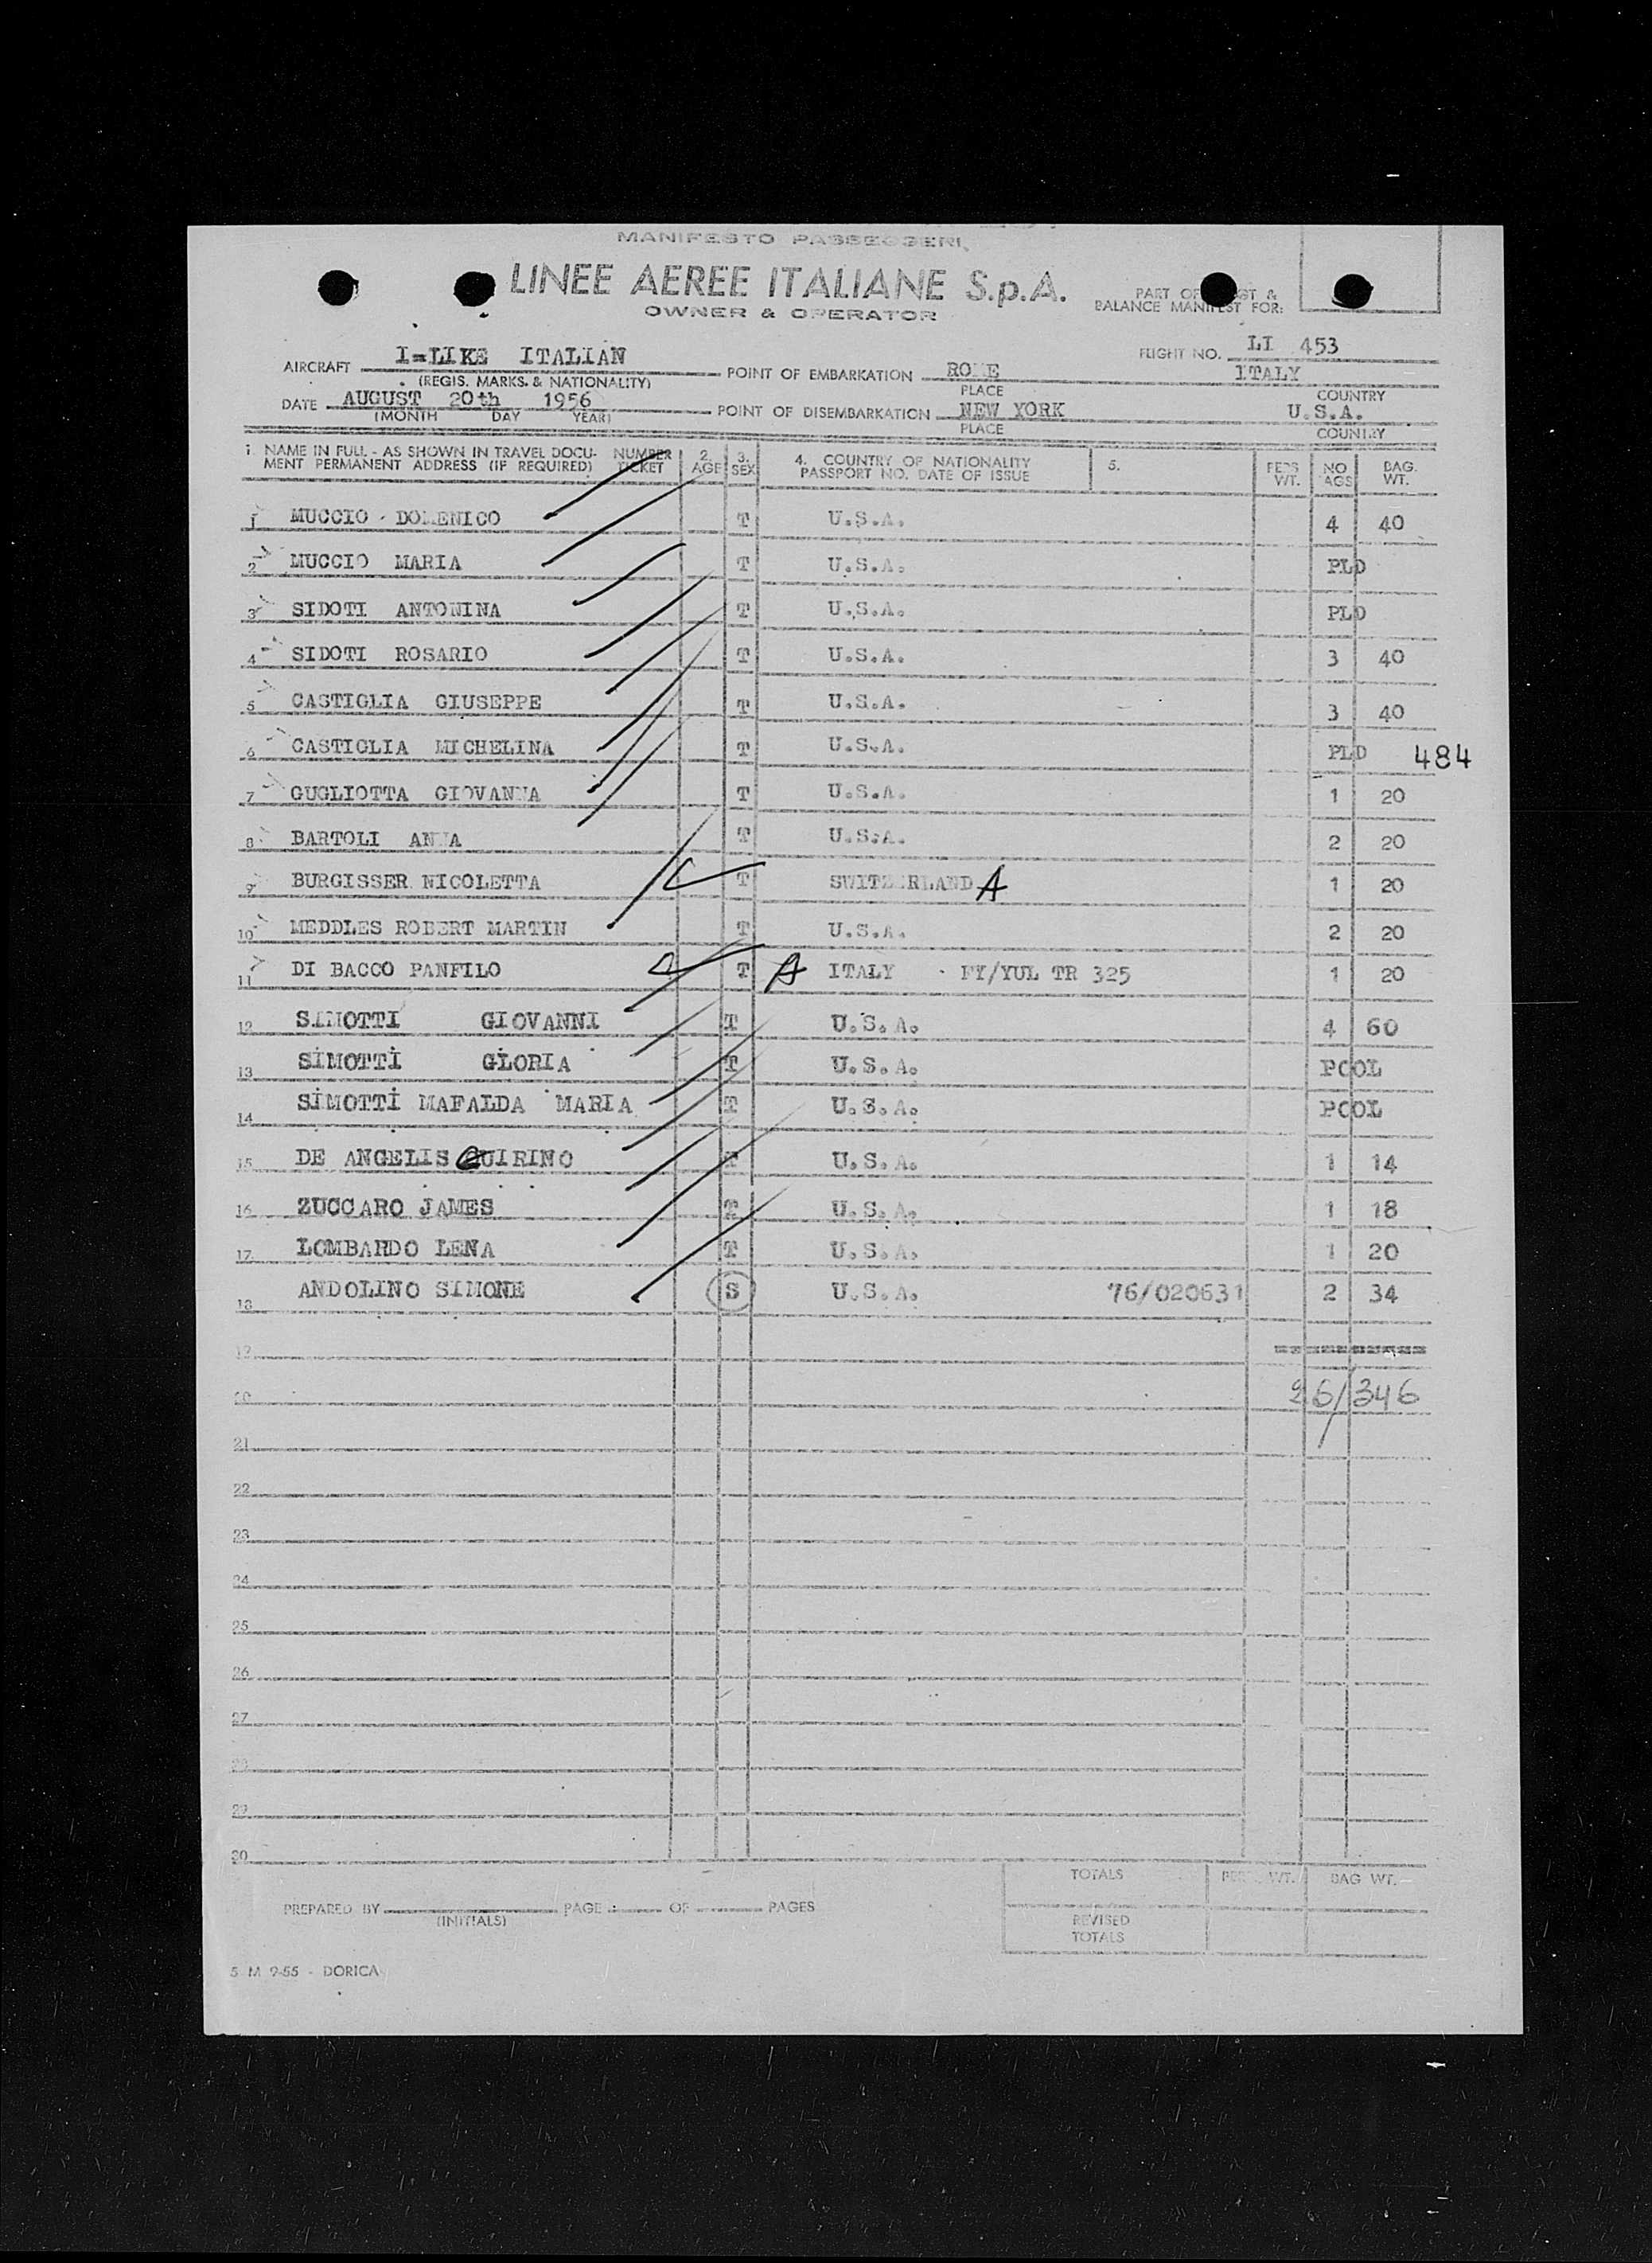 MANIFESTO PASSEGGERI
LINEE AEREE ITALIANE S.p.A.
OWNER & OPERATOR
PART OF &
BALANCE MANIFEST FOR:
AIRCRAFT I-LIKE ITALIAN
(REGIS. MARKS. & NATIONALITY)
POINT OF EMBARKATION ROME
PLACE
FLIGHT NO. LI 453
ITALY
COUNTRY
DATE AUGUST 20th 1956
(MONTH DAY YEAR)
POINT OF DISEMBARKATION NEW YORK
PLACE
U.S.A.
COUNTRY
1. NAME IN FULL - AS SHOWN IN TRAVEL DOCU- NUMBER 2. 3. 4. COUNTRY OF NATIONALITY 5. PERS NO BAG.
MENT PERMANENT ADDRESS (IF REQUIRED) TICKET AGE SEX PASSPORT NO. DATE OF ISSUE WT. AGS WT.
1 MUCCIO DOMENICO T U.S.A. 4 40
2 MUCCIO MARIA T U.S.A. PLD
3 SIDOTI ANTONINA T U.S.A. PLD
4 SIDOTI ROSARIO T U.S.A. 3 40
5 CASTIGLIA GIUSEPPE T U.S.A. 3 40
6 CASTIGLIA MICHELINA T U.S.A. PLD 484
7 GUGLIOTTA GIOVANNA T U.S.A. 1 20
8 BARTOLI ANNA T U.S.A. 2 20
9 BURGISSER NICOLETTA T SWITZERLAND A 1 20
10 MEDDLES ROBERT MARTIN T U.S.A. 2 20
11 DI BACCO PANFILO T A ITALY FY/YUL TR 325 1 20
12 SIMOTTI GIOVANNI T U.S.A. 4 60
13 SIMOTTI GLORIA T U.S.A. POOL
14 SIMOTTI MAFALDA MARIA T U.S.A. POOL
15 DE ANGELIS QUIRINO T U.S.A. 1 14
16 ZUCCARO JAMES T U.S.A. 1 18
17 LOMBARDO LENA T U.S.A. 1 20
18 ANDOLINO SIMONE S U.S.A. 76/020631 2 34
19
20 26/346
21
22
23
24
25
26
27
28
29
30
TOTALS PERS. WT. BAG WT.
PREPARED BY PAGE OF PAGES
(INITIALS)
REVISED
TOTALS
5 M 9-55 - DORICA